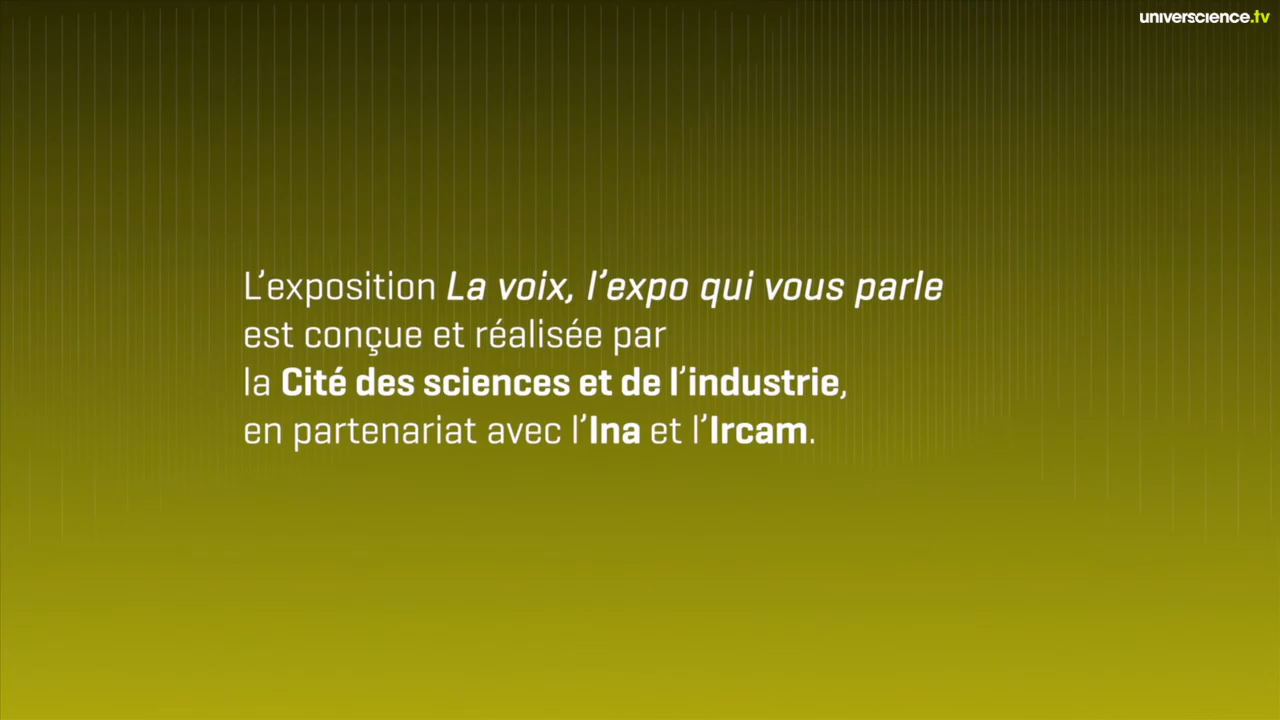 universcience.tv
L’exposition La voix, l’expo qui vous parle
est conçue et réalisée par
la Cité des sciences et de l’industrie,
en partenariat avec l’Ina et l’Ircam.